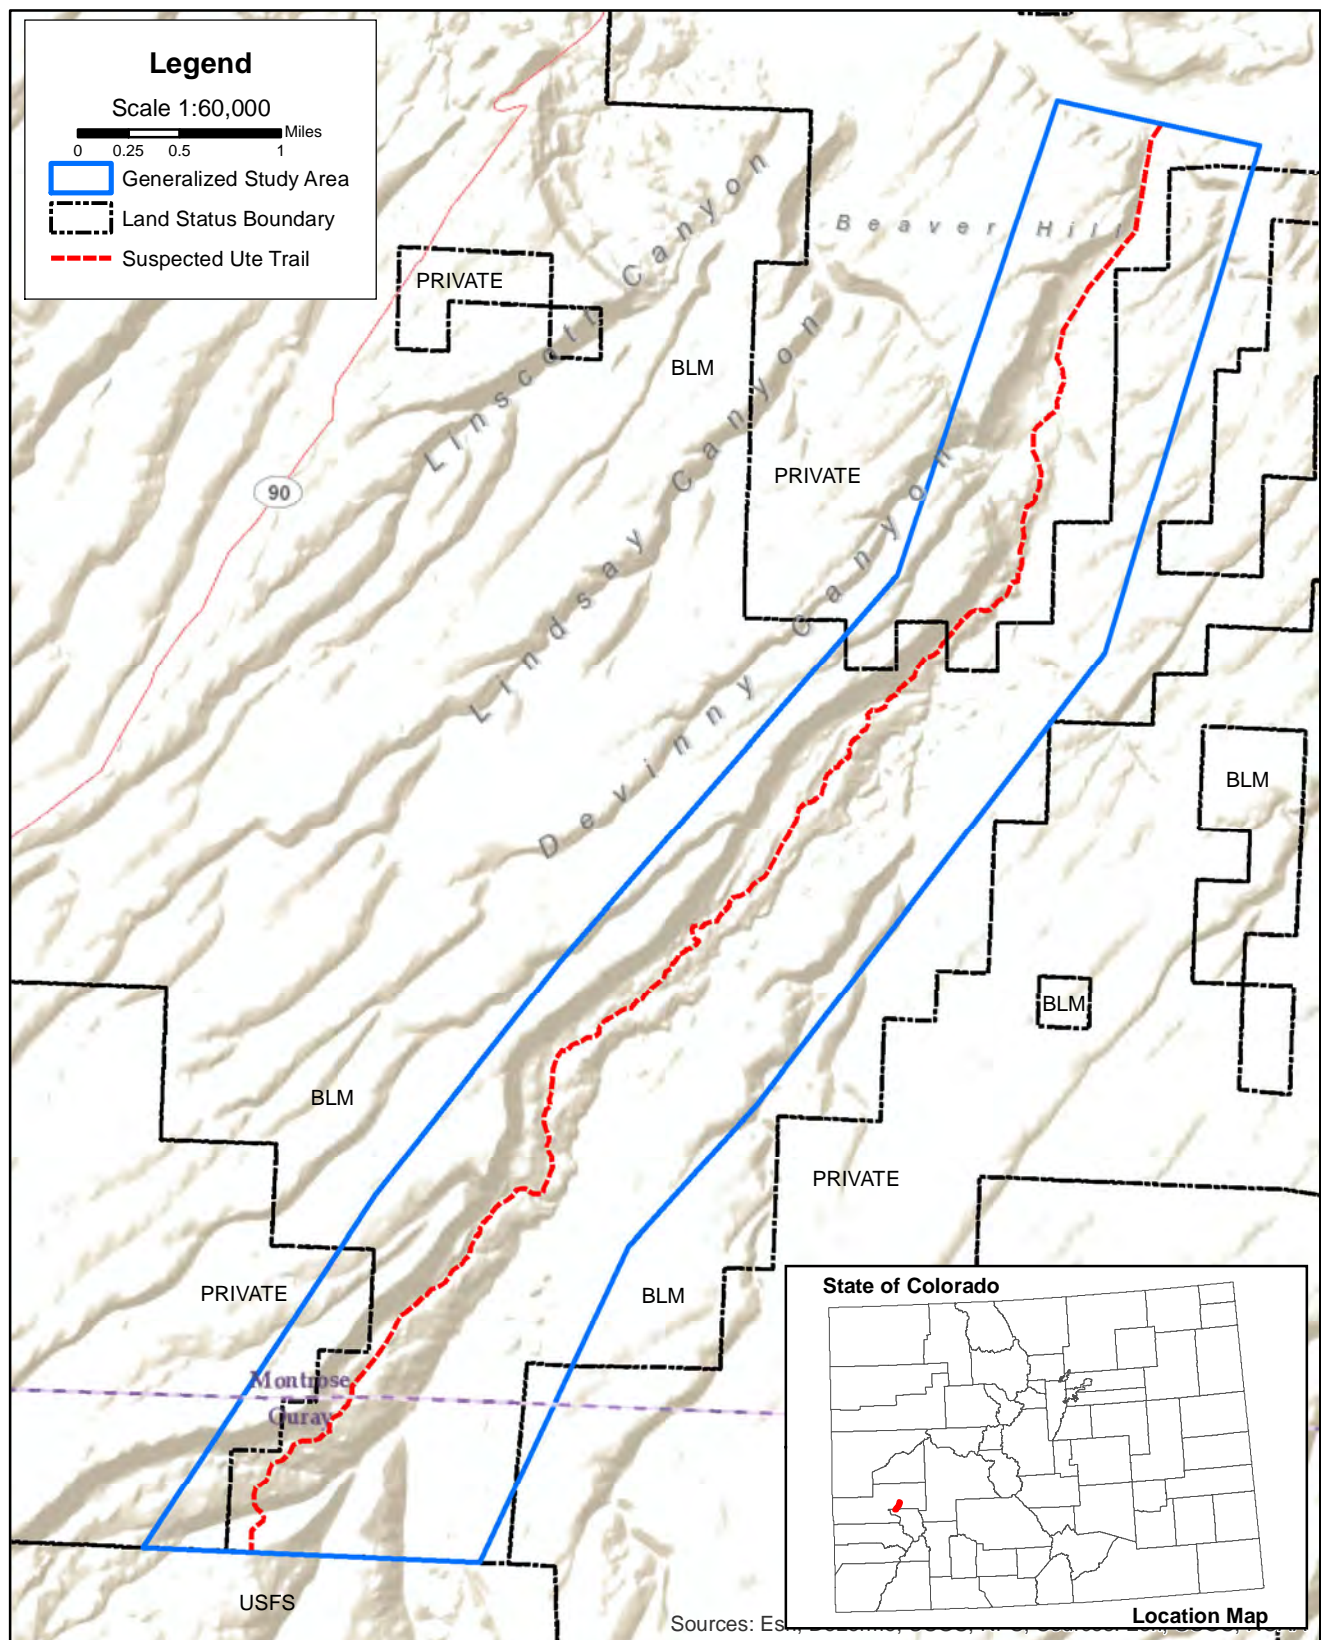 Legend
Scale 1:60,000
Miles
0 0.25 0.5 1
Generalized Study Area
Land Status Boundary
Suspected Ute Trail
PRIVATE
Linscott Canyon
Beaver Hill
BLM
Lindsay Canyon
PRIVATE
90
Devinny Canyon
BLM
BLM
BLM
PRIVATE
PRIVATE
BLM
Montrose
Ouray
USFS
State of Colorado
Location Map
Sources: